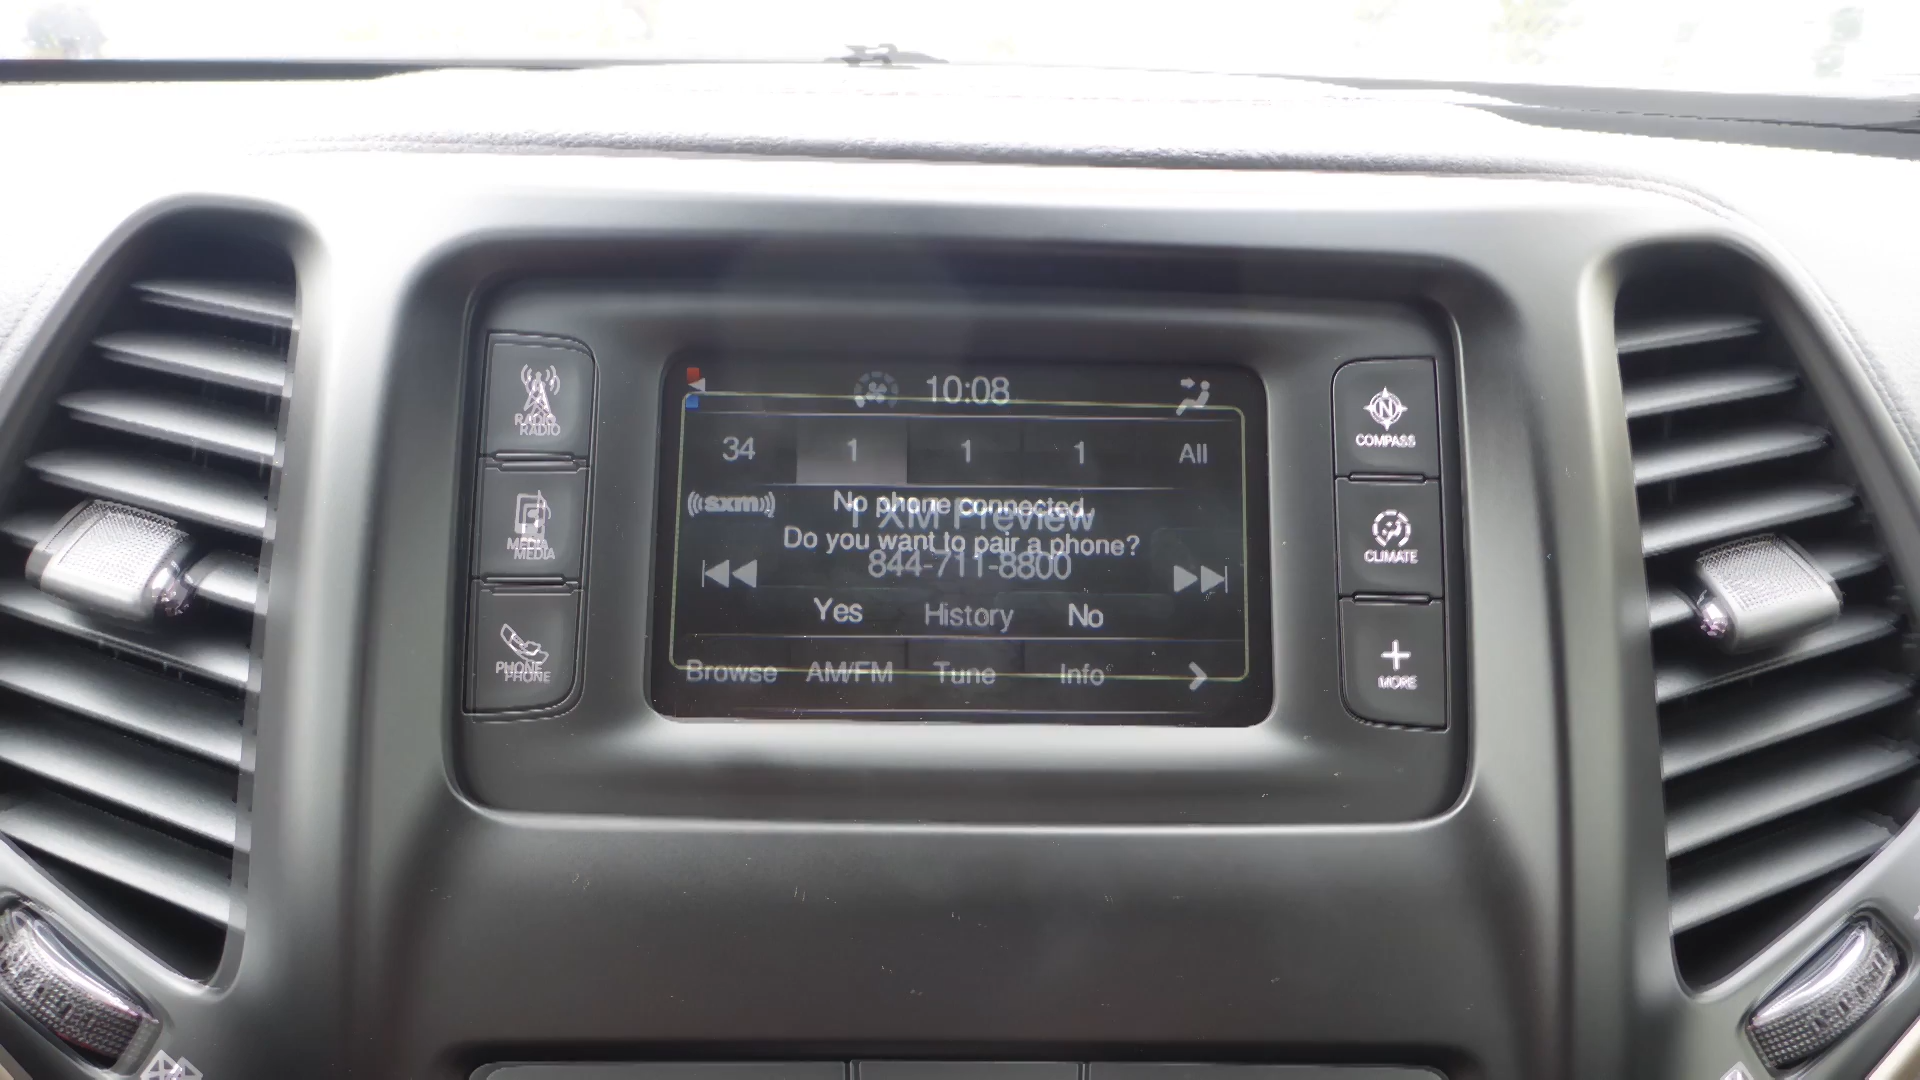 10:08
34 1 1 1 All
sxm
No phone connected.
1 XM Preview
Do you want to pair a phone?
844-711-8800
Yes History No
Browse AM/FM Tune Info
RADIO
RADIO
MEDIA
MEDIA
PHONE
PHONE
N
COMPASS
CLIMATE
MORE